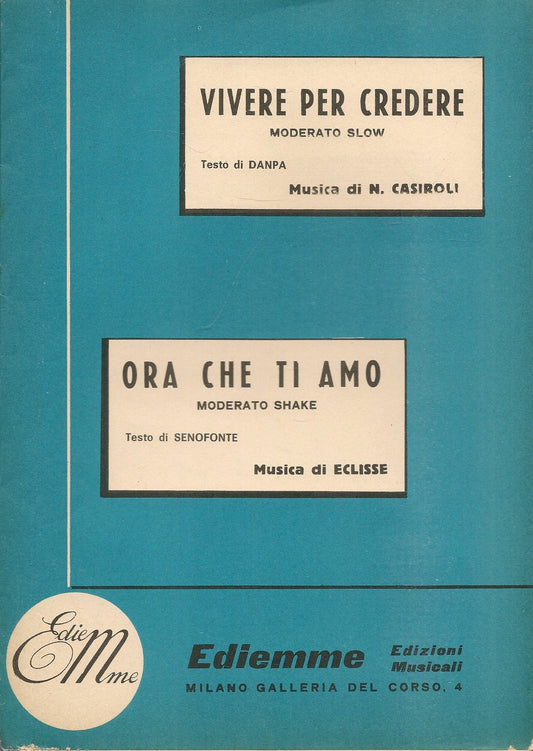 VIVERE PER CREDERE
MODERATO SLOW
Testo di DANPA
Musica di N. CASIROLI
ORA CHE TI AMO
MODERATO SHAKE
Testo di SENOFONTE
Musica di ECLISSE
EdieMme
Ediemme Edizioni Musicali
MILANO GALLERIA DEL CORSO, 4